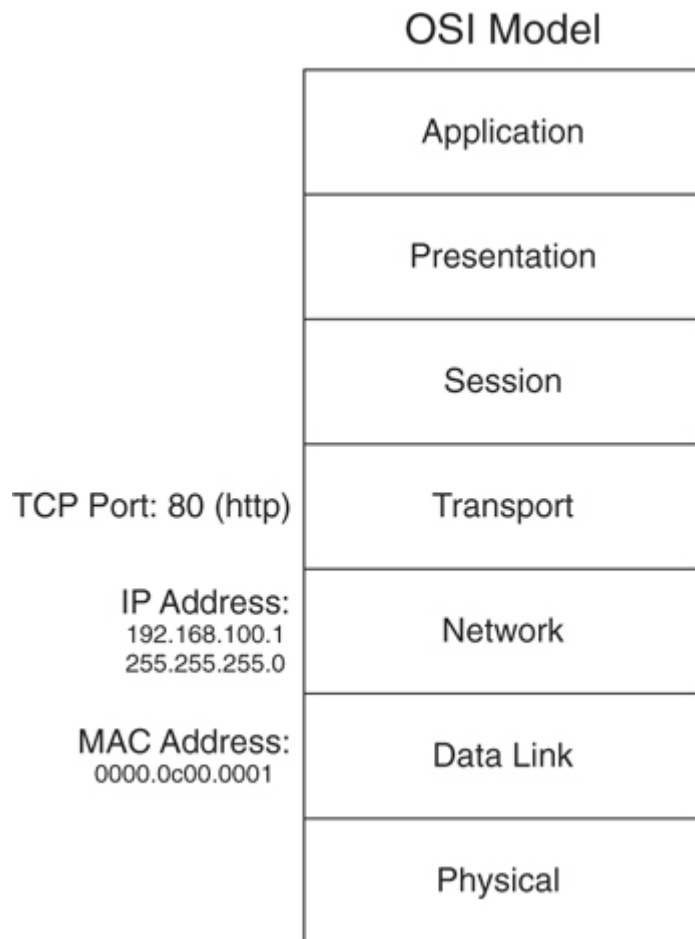 OSI Model
Application
Presentation
Session
TCP Port: 80 (http)
Transport
IP Address:
192.168.100.1
255.255.255.0
Network
MAC Address:
0000.0c00.0001
Data Link
Physical